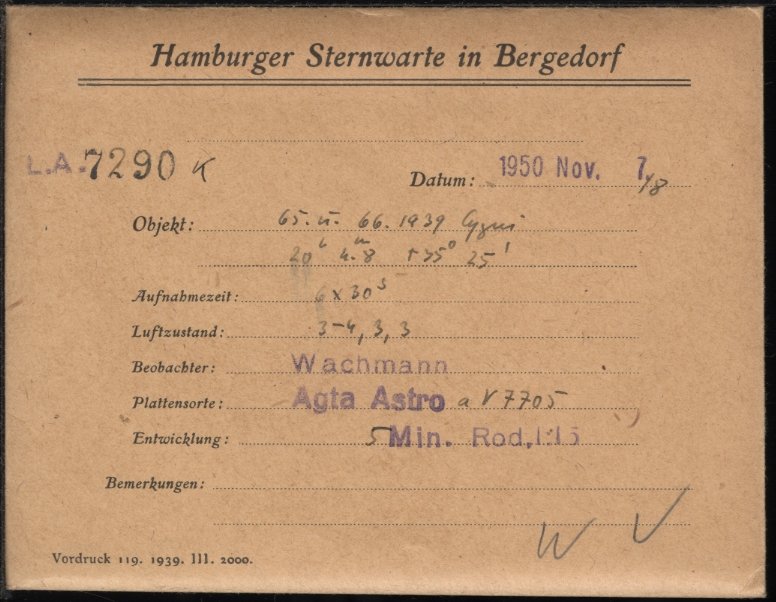 Hamburger Sternwarte in Bergedorf
L.A. 7290 K
Datum: 1950 Nov. 7./8
Objekt: 65. u. 66. 1939 Cygni
20h 4.m8 +35° 25'
Aufnahmezeit: 6 x 30s
Luftzustand: 3-4, 3, 3
Beobachter: Wachmann
Plattensorte: Agfa Astro a V 7705
Entwicklung: 5 Min. Rod, 1:15
Bemerkungen:
W V
Vordruck 119. 1939. III. 2000.